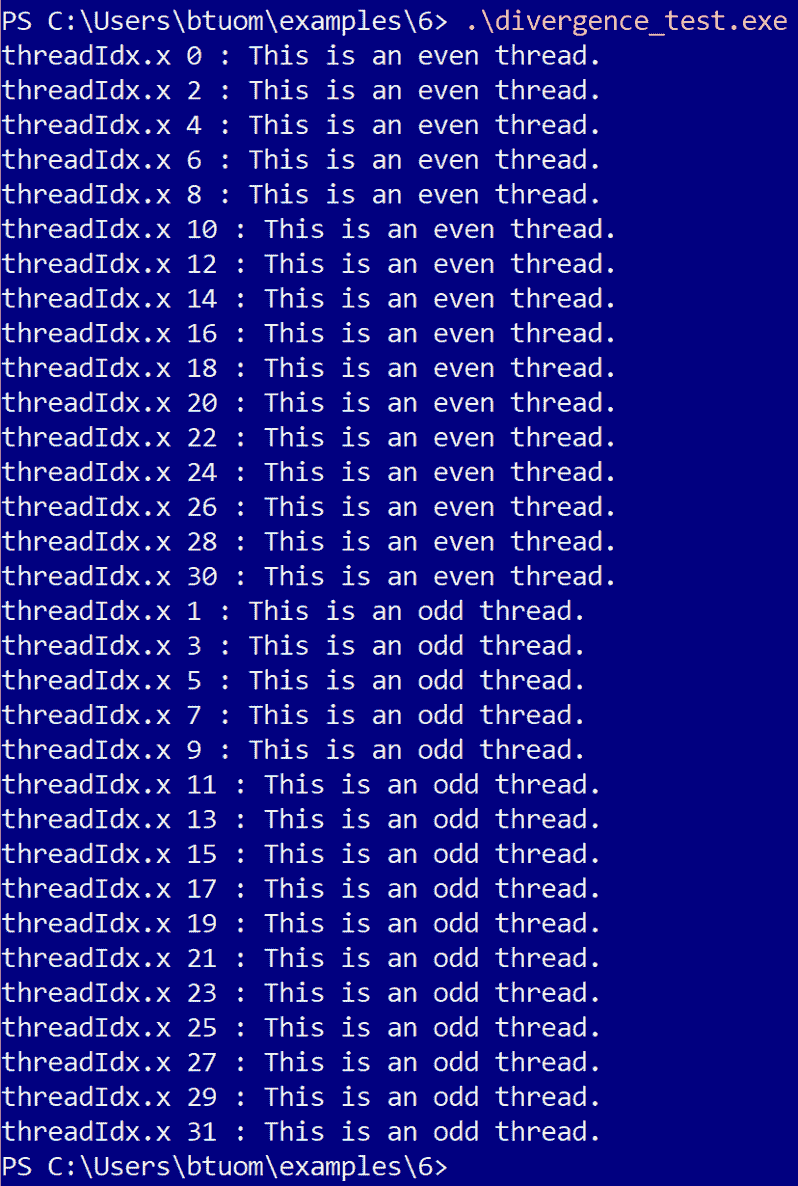 PS C:\Users\btuom\examples\6> .\divergence_test.exe
threadIdx.x 0 : This is an even thread.
threadIdx.x 2 : This is an even thread.
threadIdx.x 4 : This is an even thread.
threadIdx.x 6 : This is an even thread.
threadIdx.x 8 : This is an even thread.
threadIdx.x 10 : This is an even thread.
threadIdx.x 12 : This is an even thread.
threadIdx.x 14 : This is an even thread.
threadIdx.x 16 : This is an even thread.
threadIdx.x 18 : This is an even thread.
threadIdx.x 20 : This is an even thread.
threadIdx.x 22 : This is an even thread.
threadIdx.x 24 : This is an even thread.
threadIdx.x 26 : This is an even thread.
threadIdx.x 28 : This is an even thread.
threadIdx.x 30 : This is an even thread.
threadIdx.x 1 : This is an odd thread.
threadIdx.x 3 : This is an odd thread.
threadIdx.x 5 : This is an odd thread.
threadIdx.x 7 : This is an odd thread.
threadIdx.x 9 : This is an odd thread.
threadIdx.x 11 : This is an odd thread.
threadIdx.x 13 : This is an odd thread.
threadIdx.x 15 : This is an odd thread.
threadIdx.x 17 : This is an odd thread.
threadIdx.x 19 : This is an odd thread.
threadIdx.x 21 : This is an odd thread.
threadIdx.x 23 : This is an odd thread.
threadIdx.x 25 : This is an odd thread.
threadIdx.x 27 : This is an odd thread.
threadIdx.x 29 : This is an odd thread.
threadIdx.x 31 : This is an odd thread.
PS C:\Users\btuom\examples\6>